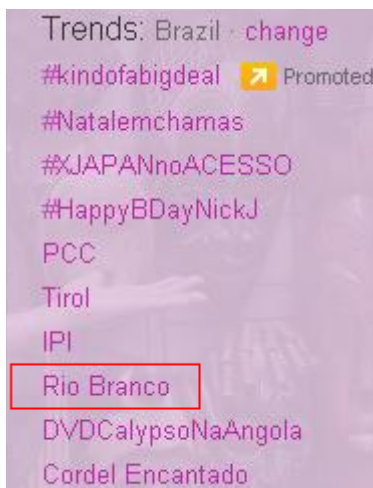 Trends: Brazil · change
#kindofabigdeal Promoted
#Natalemchamas
#XJAPANnoACESSO
#HappyBDayNickJ
PCC
Tirol
IPI
Rio Branco
DVDCalypsoNaAngola
Cordel Encantado